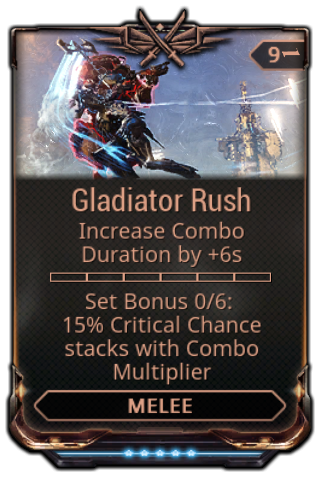 9
Gladiator Rush
Increase Combo
Duration by +6s
Set Bonus 0/6:
15% Critical Chance
stacks with Combo
Multiplier
MELEE